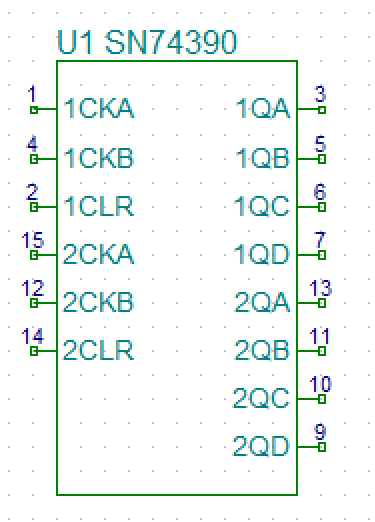 U1 SN74390
1 1CKA 1QA 3
4 1CKB 1QB 5
2 1CLR 1QC 6
15 2CKA 1QD 7
12 2CKB 2QA 13
14 2CLR 2QB 11
2QC 10
2QD 9